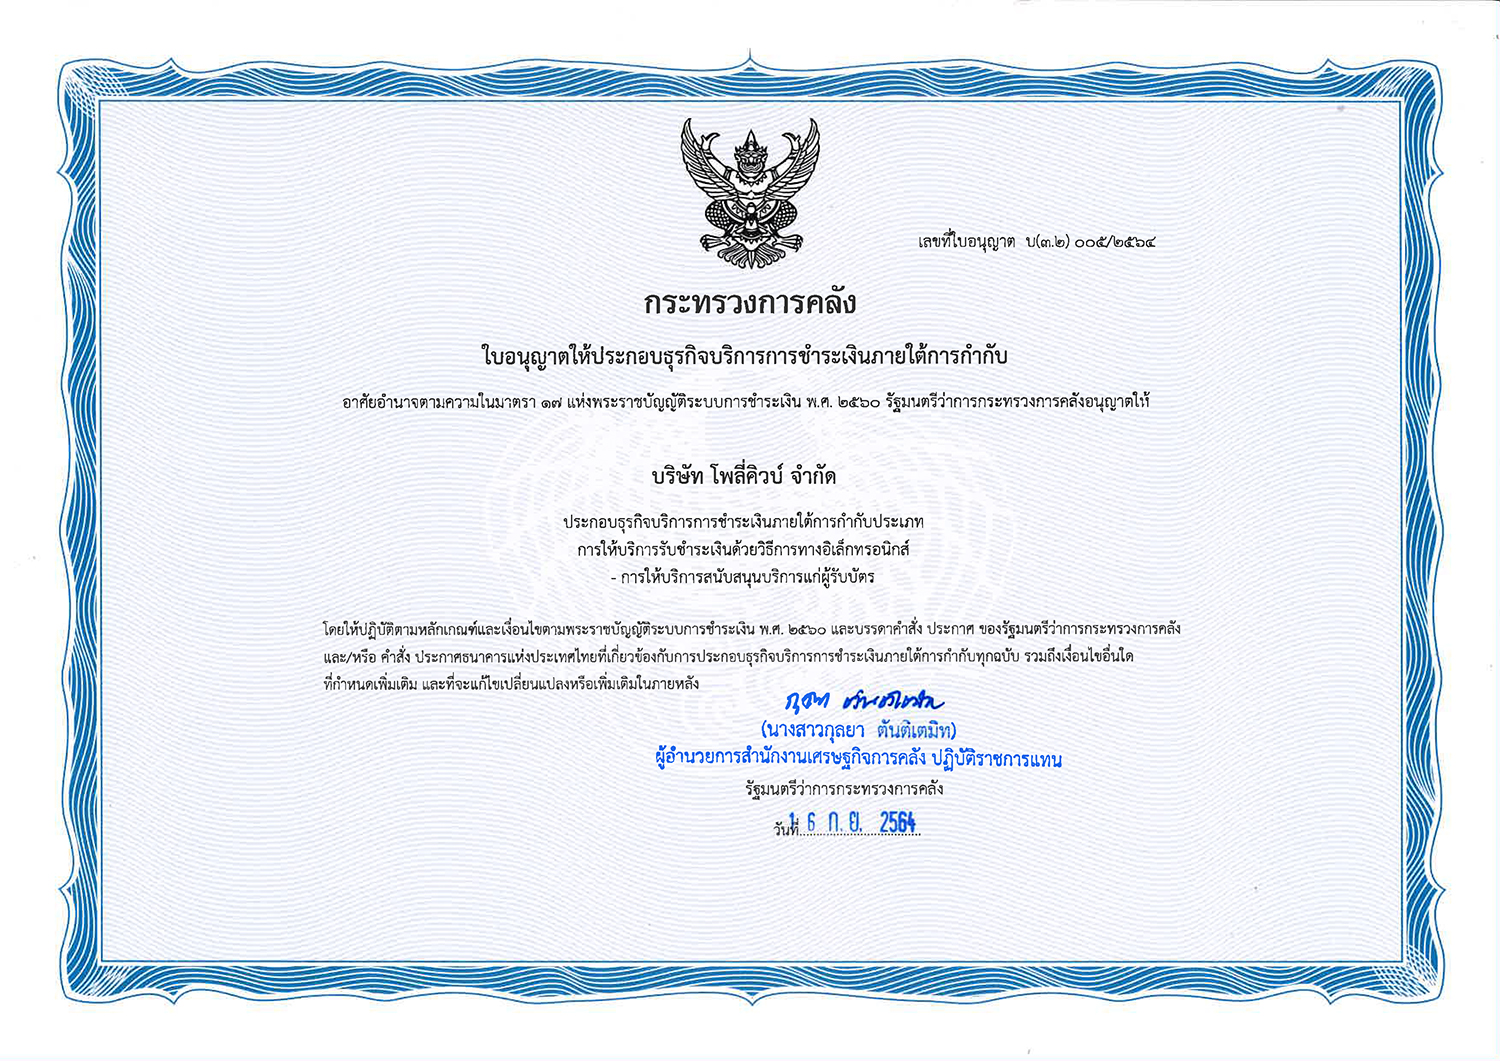 เลขที่ใบอนุญาต บ(๓.๒) ๐๐๕/๒๕๖๔
กระทรวงการคลัง
ใบอนุญาตให้ประกอบธุรกิจบริการการชำระเงินภายใต้การกำกับ
อาศัยอำนาจตามความในมาตรา ๑๗ แห่งพระราชบัญญัติระบบการชำระเงิน พ.ศ. ๒๕๖๐ รัฐมนตรีว่าการกระทรวงการคลังอนุญาตให้
บริษัท โพลี่คิวบ์ จำกัด
ประกอบธุรกิจบริการการชำระเงินภายใต้การกำกับประเภท
การให้บริการรับชำระเงินด้วยวิธีการทางอิเล็กทรอนิกส์
- การให้บริการสนับสนุนบริการแก่ผู้รับบัตร
โดยให้ปฏิบัติตามหลักเกณฑ์และเงื่อนไขตามพระราชบัญญัติระบบการชำระเงิน พ.ศ. ๒๕๖๐ และบรรดาคำสั่ง ประกาศ ของรัฐมนตรีว่าการกระทรวงการคลัง
และ/หรือ คำสั่ง ประกาศธนาคารแห่งประเทศไทยที่เกี่ยวข้องกับการประกอบธุรกิจบริการการชำระเงินภายใต้การกำกับทุกฉบับ รวมถึงเงื่อนไขอื่นใด
ที่กำหนดเพิ่มเติม และที่จะแก้ไขเปลี่ยนแปลงหรือเพิ่มเติมในภายหลัง
(นางสาวกุลยา ตันติเตมิท)
ผู้อำนวยการสำนักงานเศรษฐกิจการคลัง ปฏิบัติราชการแทน
รัฐมนตรีว่าการกระทรวงการคลัง
วันที่ 16 ก.ย. 2564